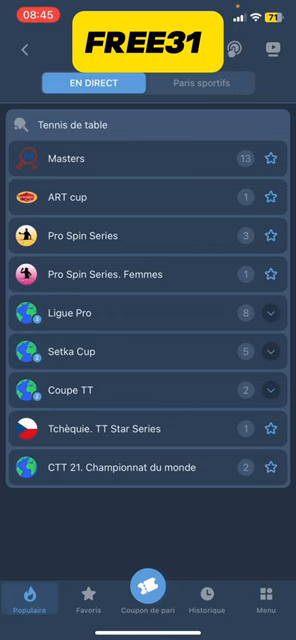 08:45
71
FREE31
EN DIRECT
Paris sportifs
Tennis de table
Masters
13
ART cup
1
Pro Spin Series
3
Pro Spin Series. Femmes
1
Ligue Pro
8
Setka Cup
5
Coupe TT
2
Tchèquie. TT Star Series
1
CTT 21. Championnat du monde
2
Populaire
Favoris
Coupon de pari
Historique
Menu